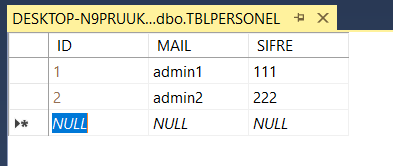 DESKTOP-N9PRUUK...dbo.TBLPERSONEL
ID MAIL SIFRE
1 admin1 111
2 admin2 222
NULL NULL NULL